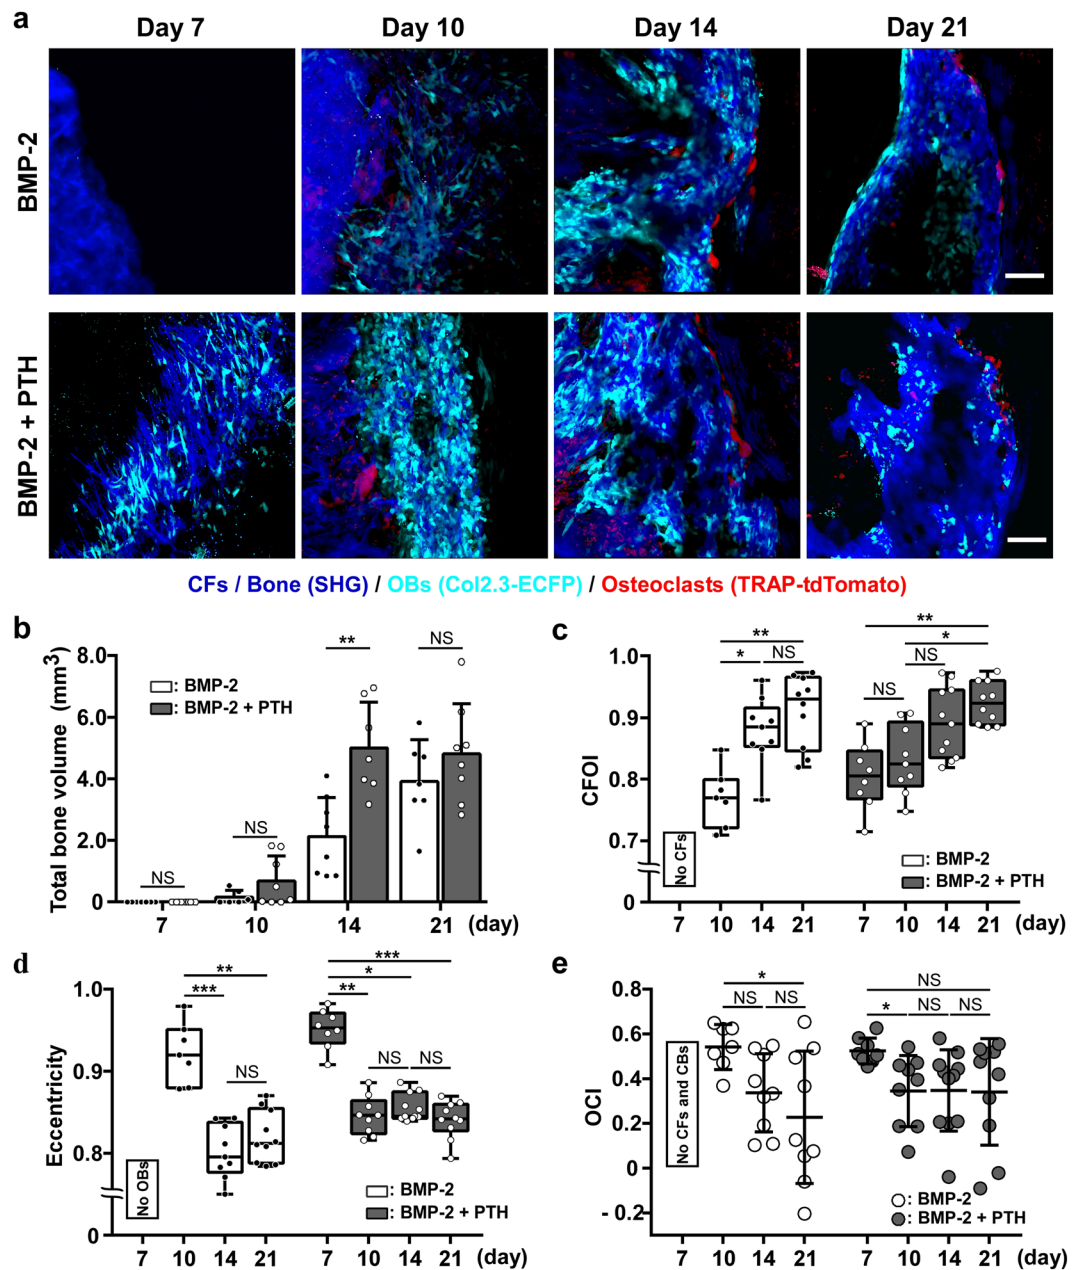 a
Day 7 Day 10 Day 14 Day 21
BMP-2
BMP-2 + PTH
CFs / Bone (SHG) / OBs (Col2.3-ECFP) / Osteoclasts (TRAP-tdTomato)
b
Total bone volume (mm³)
8.0
6.0
4.0
2.0
0
NS NS ** NS
: BMP-2
: BMP-2 + PTH
7 10 14 21 (day)
c
CFOI
1.0
0.9
0.8
0.7
0
** * NS
** * NS NS
No CFs
: BMP-2
: BMP-2 + PTH
7 10 14 21 7 10 14 21 (day)
d
Eccentricity
1.0
0.9
0.8
0
** *** NS
*** * ** NS NS
No OBs
: BMP-2
: BMP-2 + PTH
7 10 14 21 7 10 14 21 (day)
e
OCI
0.8
0.6
0.4
0.2
0
- 0.2
* NS NS
NS * NS NS
No CFs and CBs
: BMP-2
: BMP-2 + PTH
7 10 14 21 7 10 14 21 (day)